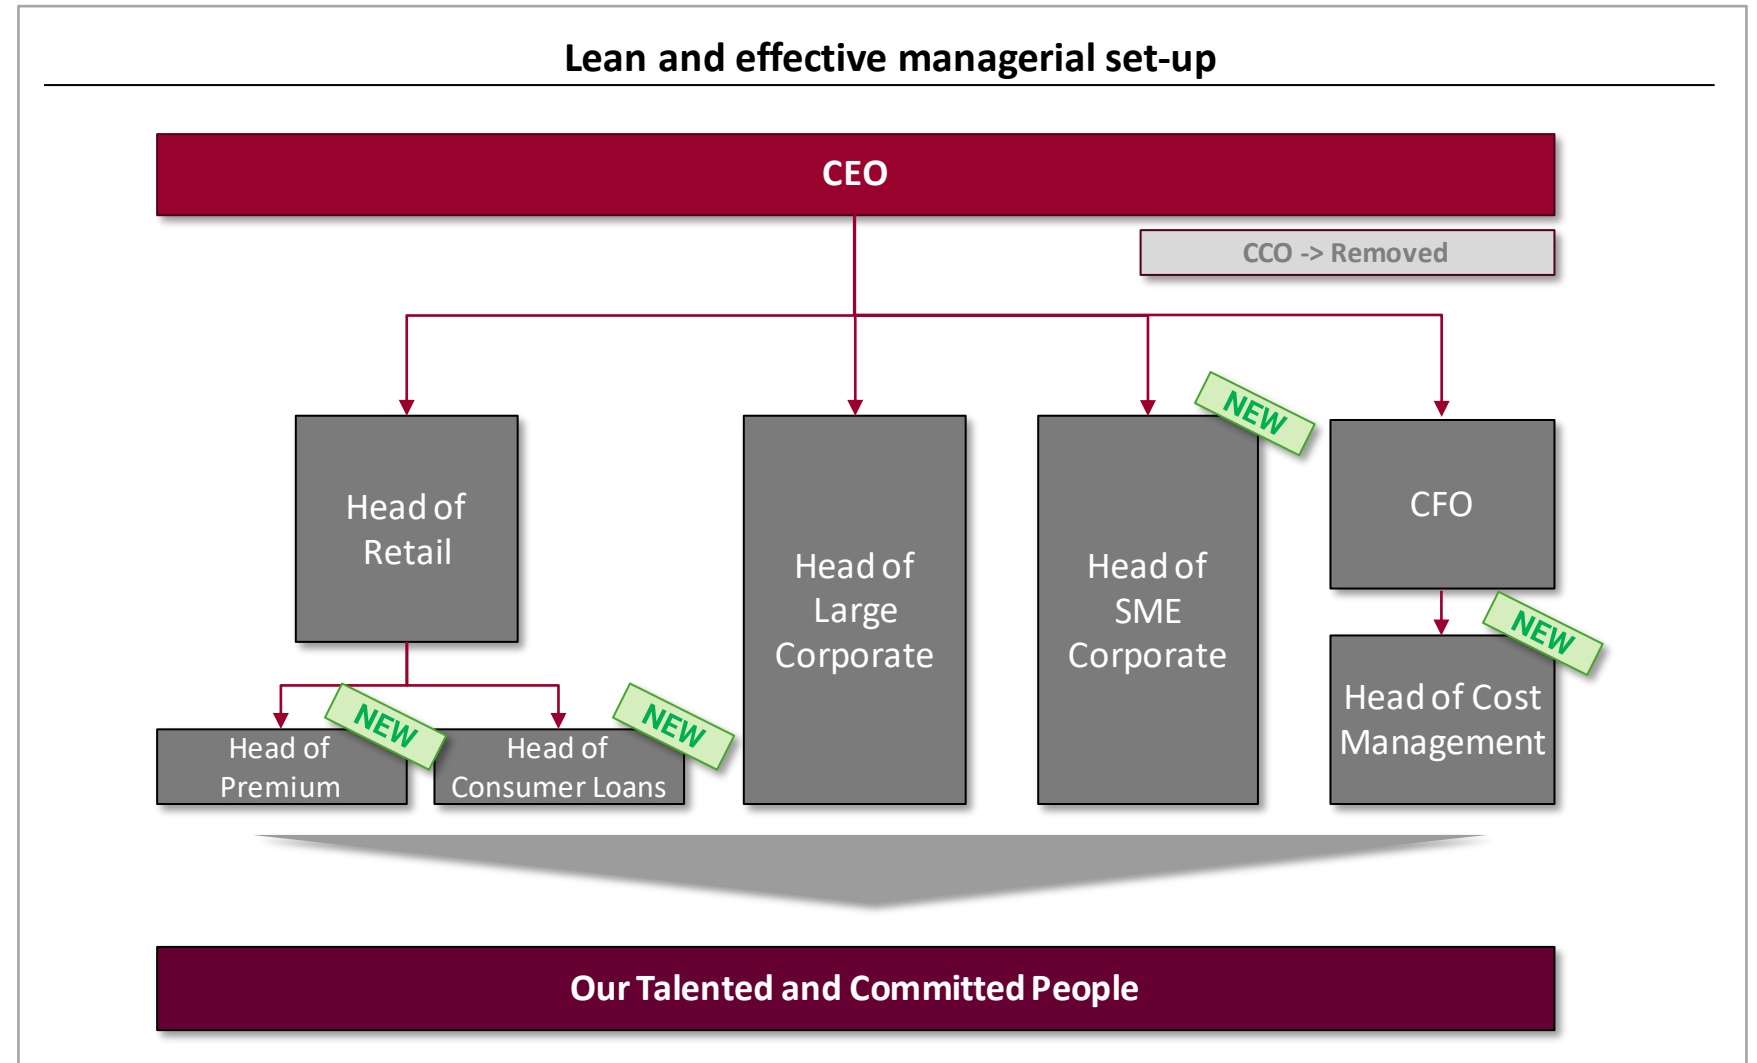 Lean and effective managerial set-up
CEO
CCO -> Removed
NEW
Head of
Retail
Head of
Large
Corporate
Head of
SME
Corporate
CFO
NEW
Head of Cost
Management
NEW
Head of
Premium
NEW
Head of
Consumer Loans
Our Talented and Committed People